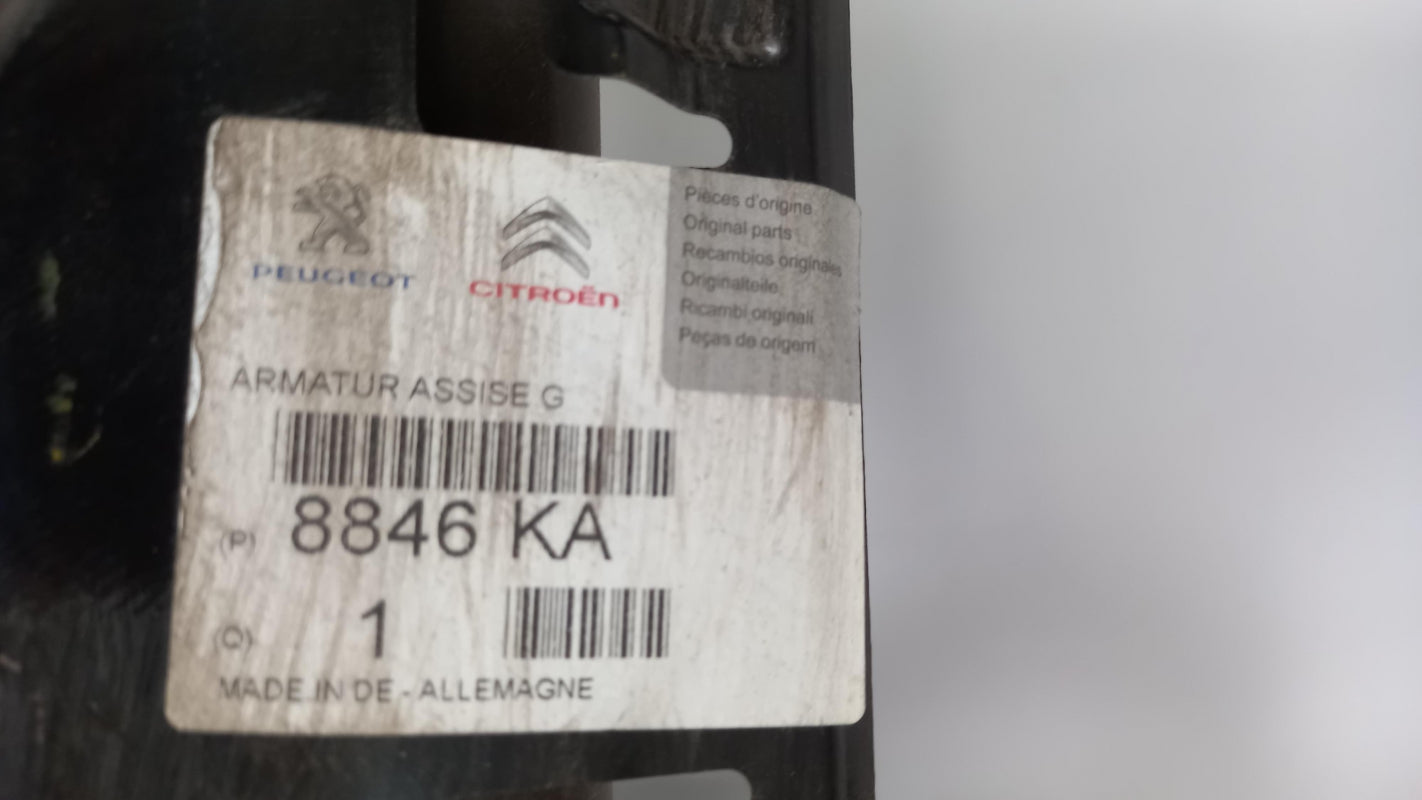 PEUGEOT
CITROËN
Pièces d'origine
Original parts
Recambios originales
Originalteile
Ricambi originali
Peças de origem
ARMATUR ASSISE G
(P) 8846 KA
(Q) 1
MADE IN DE - ALLEMAGNE